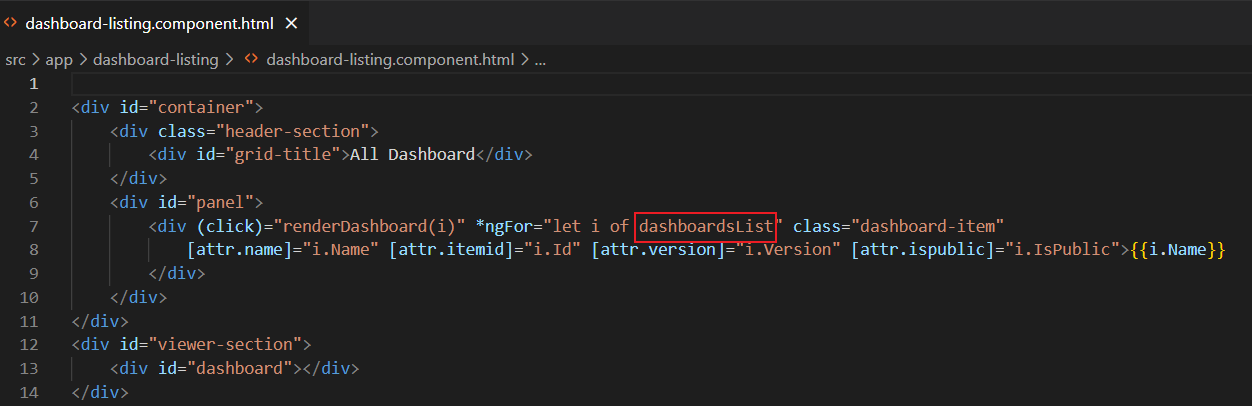 <> dashboard-listing.component.html ×
src > app > dashboard-listing > <> dashboard-listing.component.html > ...
1
2 <div id="container">
3     <div class="header-section">
4         <div id="grid-title">All Dashboard</div>
5     </div>
6     <div id="panel">
7         <div (click)="renderDashboard(i)" *ngFor="let i of dashboardsList" class="dashboard-item"
8             [attr.name]="i.Name" [attr.itemid]="i.Id" [attr.version]="i.Version" [attr.ispublic]="i.IsPublic">{{i.Name}}
9         </div>
10     </div>
11 </div>
12 <div id="viewer-section">
13     <div id="dashboard"></div>
14 </div>